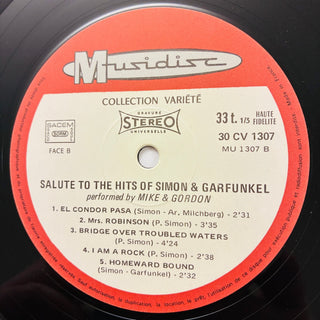 Musidisc
COLLECTION VARIÉTÉ
GRAVURE
STEREO
UNIVERSELLE
33 t. 1/3 HAUTE FIDELITE
30 CV 1307
MU 1307 B
SACEM
BIEM
FACE B
SALUTE TO THE HITS OF SIMON & GARFUNKEL
performed by MIKE & GORDON
1. EL CONDOR PASA (Simon - Ar. Milchberg) - 2'31
2. Mrs. ROBINSON (P. Simon) - 2'35
3. BRIDGE OVER TROUBLED WATERS
(P. Simon) - 4'24
4. I AM A ROCK (P. Simon) - 2'38
5. HOMEWARD BOUND
(Simon - Garfunkel) - 2'32